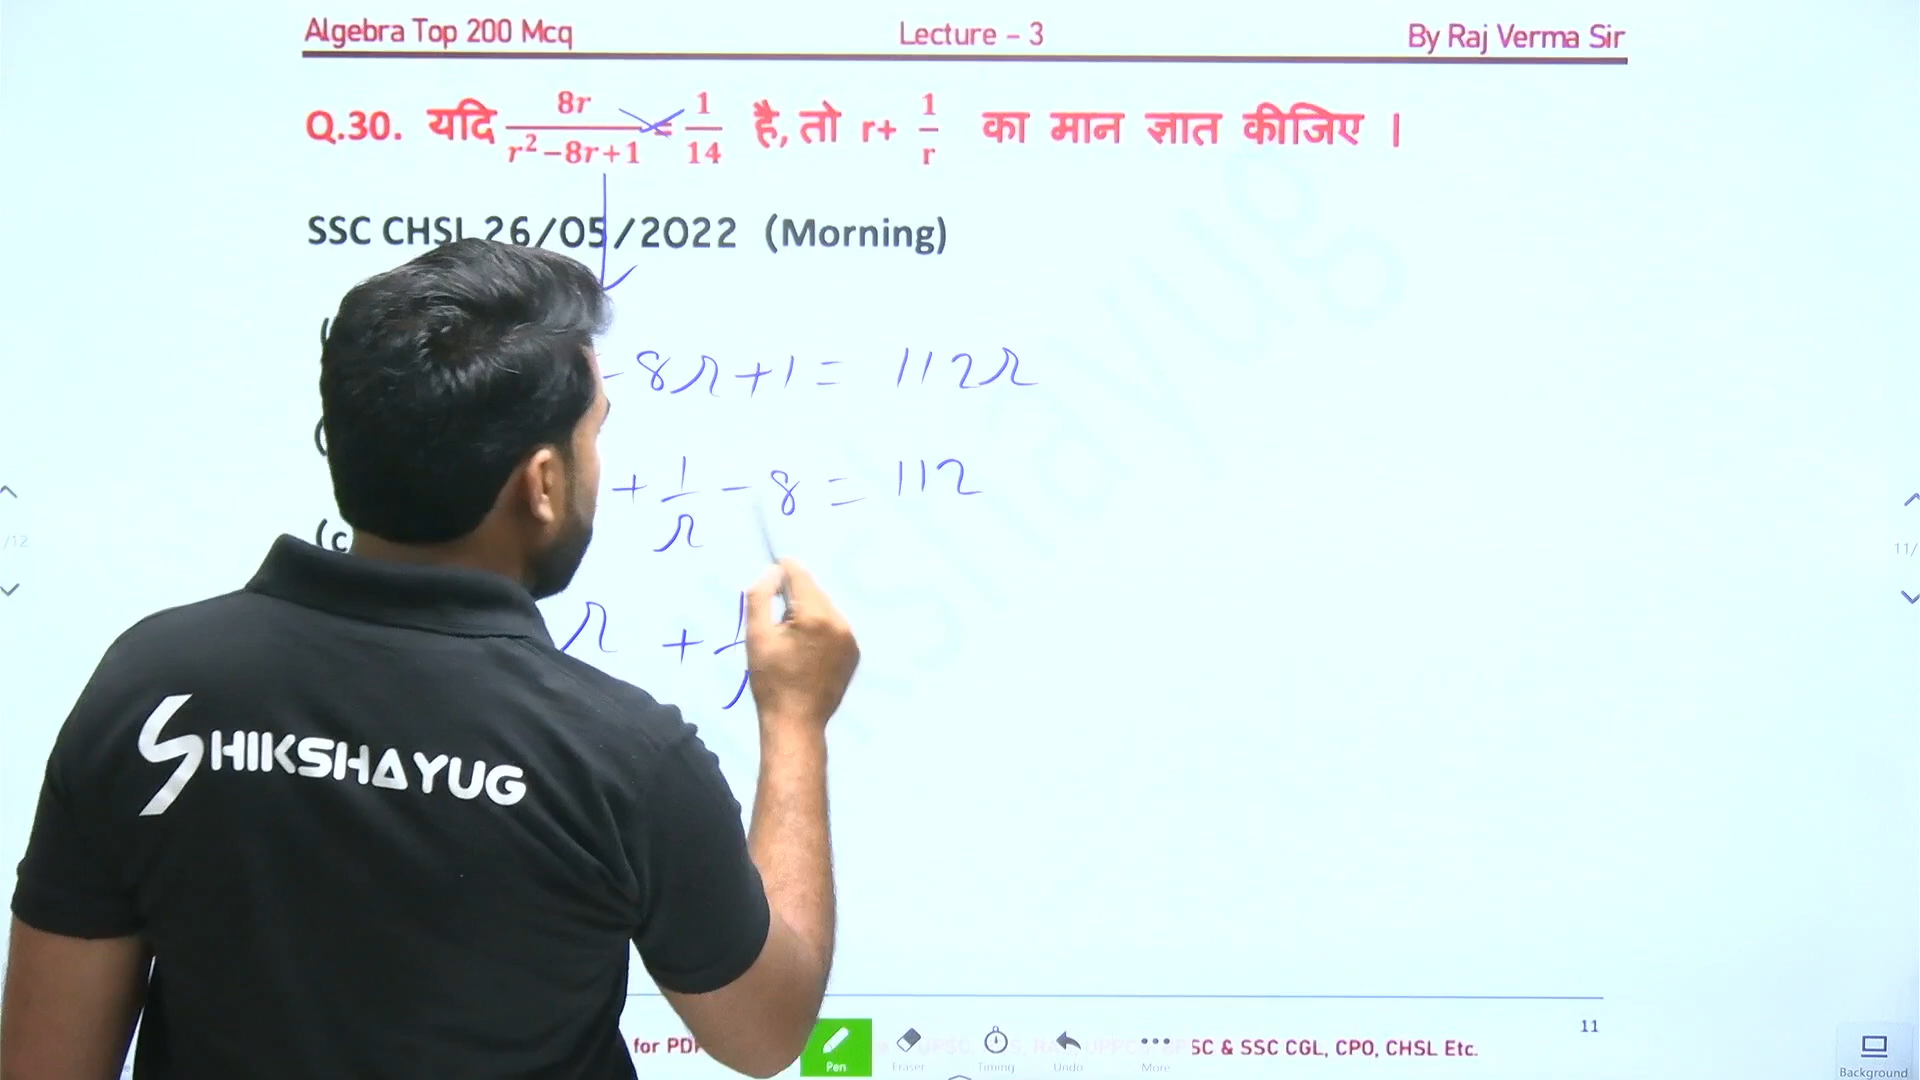 Algebra Top 200 Mcq Lecture – 3 By Raj Verma Sir
Q.30. यदि 8r/(r²−8r+1) = 1/14 है, तो r+ 1/r का मान ज्ञात कीजिए ।
SSC CHSL 26/05/2022 (Morning)
- 8r + 1 = 112r
+ 1/r - 8 = 112
(c
r + 1
SHIKSHAYUG
/12
11/
11
for PDF
SC & SSC CGL, CPO, CHSL Etc.
Pen Eraser Timing Undo More Background